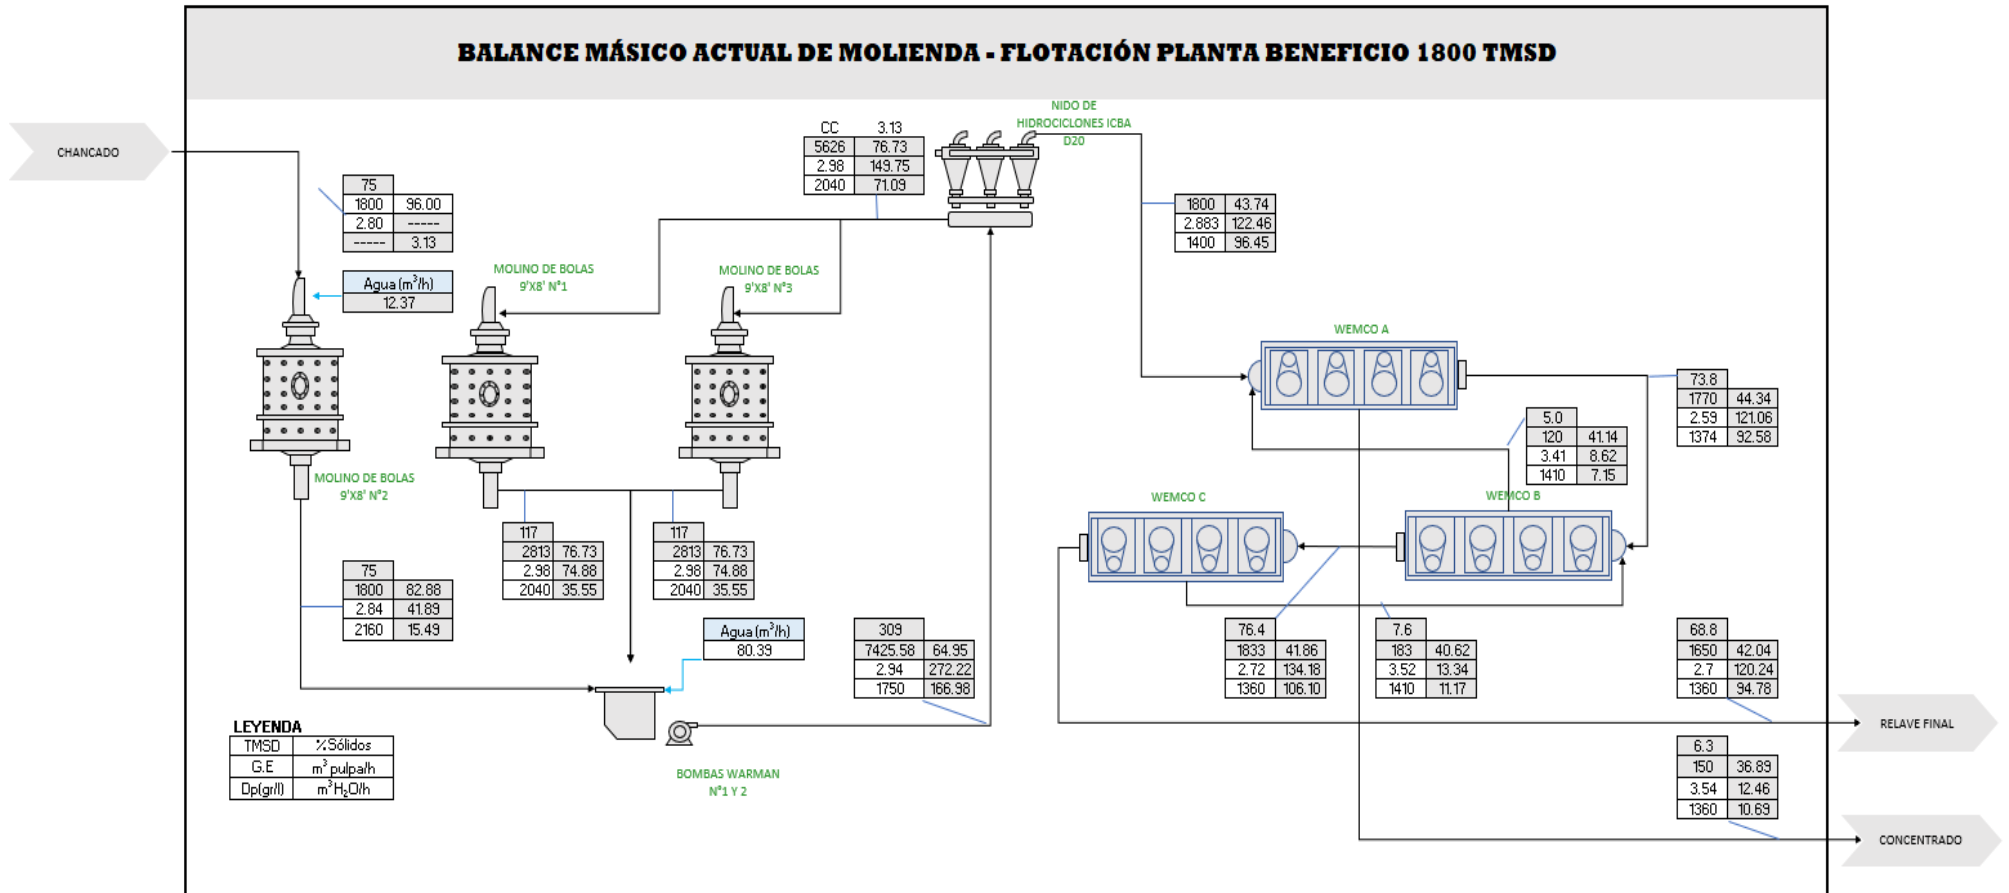 BALANCE MÁSICO ACTUAL DE MOLIENDA - FLOTACIÓN PLANTA BENEFICIO 1800 TMSD
CHANCADO
75
1800 96.00
2.80 -----
----- 3.13
Agua (m³/h)
12.37
MOLINO DE BOLAS
9'X8' N°2
75
1800 82.88
2.84 41.89
2160 15.49
MOLINO DE BOLAS
9'X8' N°1
MOLINO DE BOLAS
9'X8' N°3
CC 3.13
5626 76.73
2.98 149.75
2040 71.09
NIDO DE
HIDROCICLONES ICBA
D20
1800 43.74
2.883 122.46
1400 96.45
117
2813 76.73
2.98 74.88
2040 35.55
117
2813 76.73
2.98 74.88
2040 35.55
Agua (m³/h)
80.39
309
7425.58 64.95
2.94 272.22
1750 166.98
BOMBAS WARMAN
N°1 Y 2
WEMCO A
73.8
1770 44.34
2.59 121.06
1374 92.58
5.0
120 41.14
3.41 8.62
1410 7.15
WEMCO C
WEMCO B
76.4
1833 41.86
2.72 134.18
1360 106.10
7.6
183 40.62
3.52 13.34
1410 11.17
68.8
1650 42.04
2.7 120.24
1360 94.78
RELAVE FINAL
6.3
150 36.89
3.54 12.46
1360 10.69
CONCENTRADO
LEYENDA
TMSD %Sólidos
G.E m³ pulpa/h
Dp(gr/l) m³H₂O/h